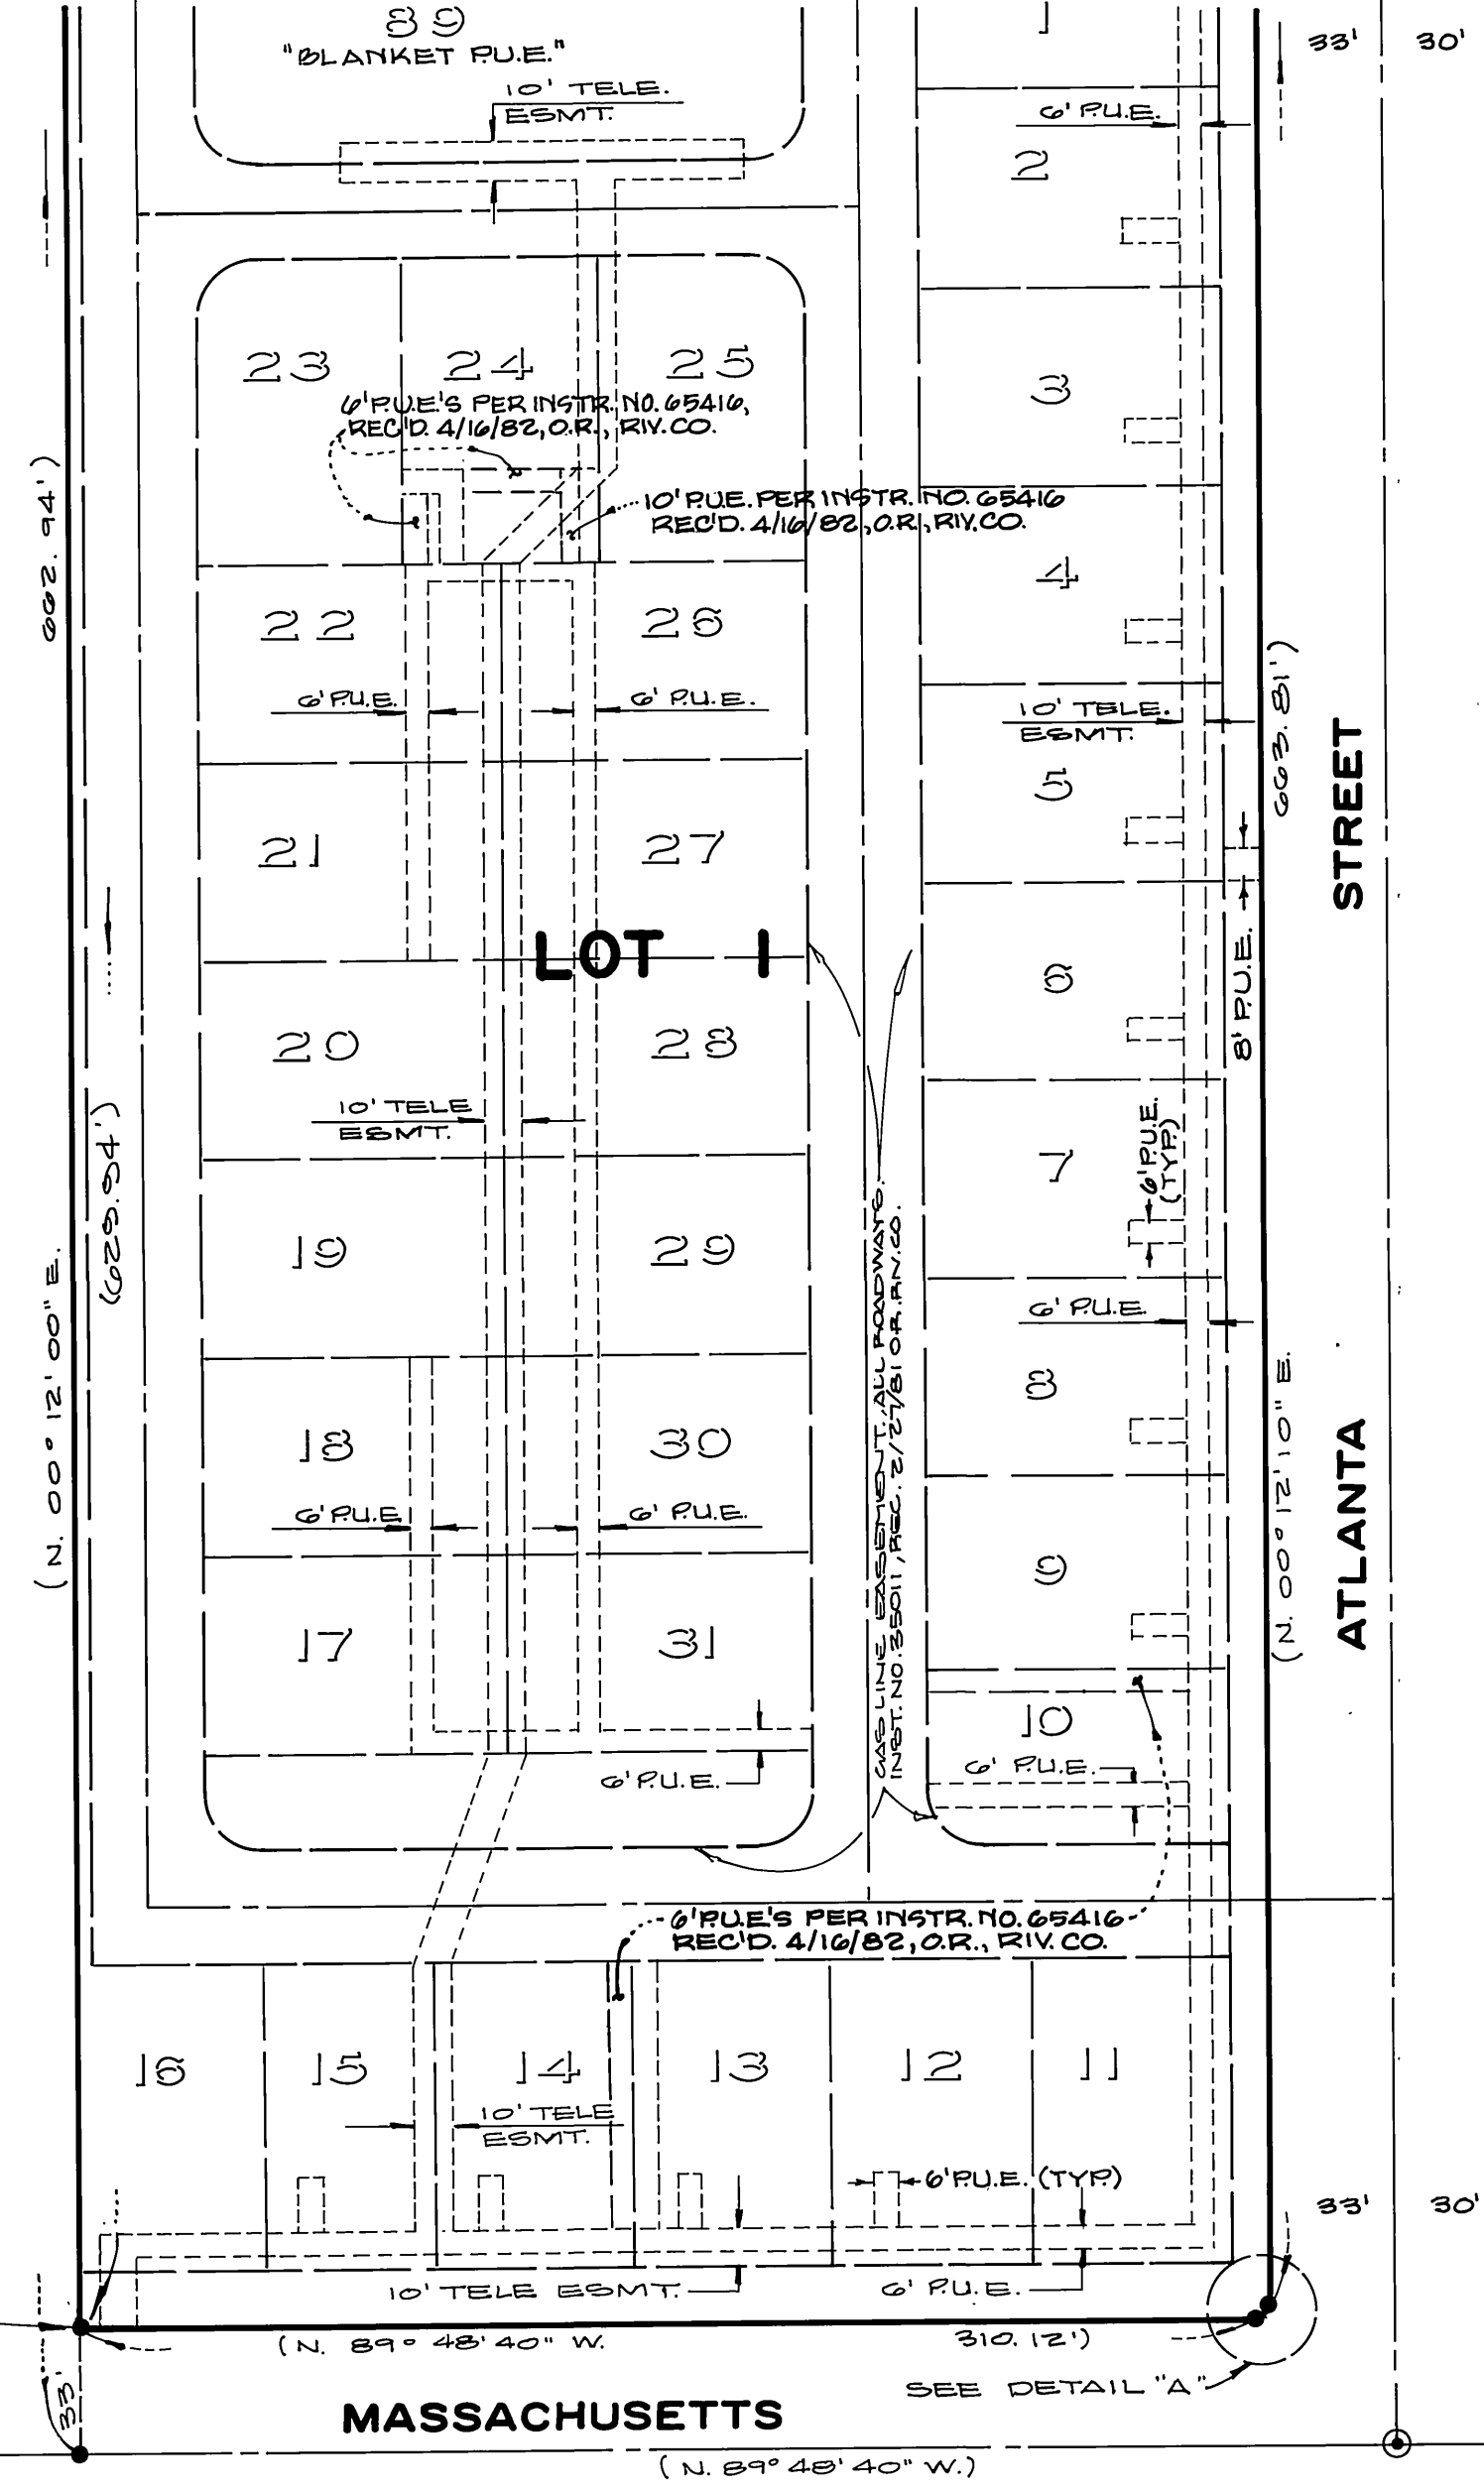 89
"BLANKET P.U.E."
10' TELE.
ESMT.
1
33'
30'
6' P.U.E.
2
23
24
25
6' P.U.E.'S PER INSTR. NO. 65416,
REC'D. 4/16/82, O.R., RIV. CO.
3
10' P.U.E. PER INSTR. NO. 65416
REC'D. 4/16/82, O.R., RIV. CO.
662.94')
4
22
26
6' P.U.E.
6' P.U.E.
10' TELE.
ESMT.
663.81')
STREET
5
21
27
LOT 1
6
8' P.U.E.
20
28
10' TELE
ESMT.
(629.94')
7
6' P.U.E.
(TYP.)
19
29
GAS LINE EASEMENT, ALL ROADWAYS.
INST. NO. 35011, REC. 2/27/81 O.R. RIV. CO.
6' P.U.E.
(N. 00° 12' 00" E.
8
(N. 00° 12' 10" E.
ATLANTA
18
30
6' P.U.E.
6' P.U.E.
9
17
31
10
6' P.U.E.
6' P.U.E.
6' P.U.E'S PER INSTR. NO. 65416
REC'D. 4/16/82, O.R., RIV. CO.
16
15
14
13
12
11
10' TELE
ESMT.
6' P.U.E. (TYP.)
33'
30'
10' TELE ESMT.
6' P.U.E.
(N. 89° 48' 40" W.
310.12')
SEE DETAIL "A"
33'
MASSACHUSETTS
(N. 89° 48' 40" W.)